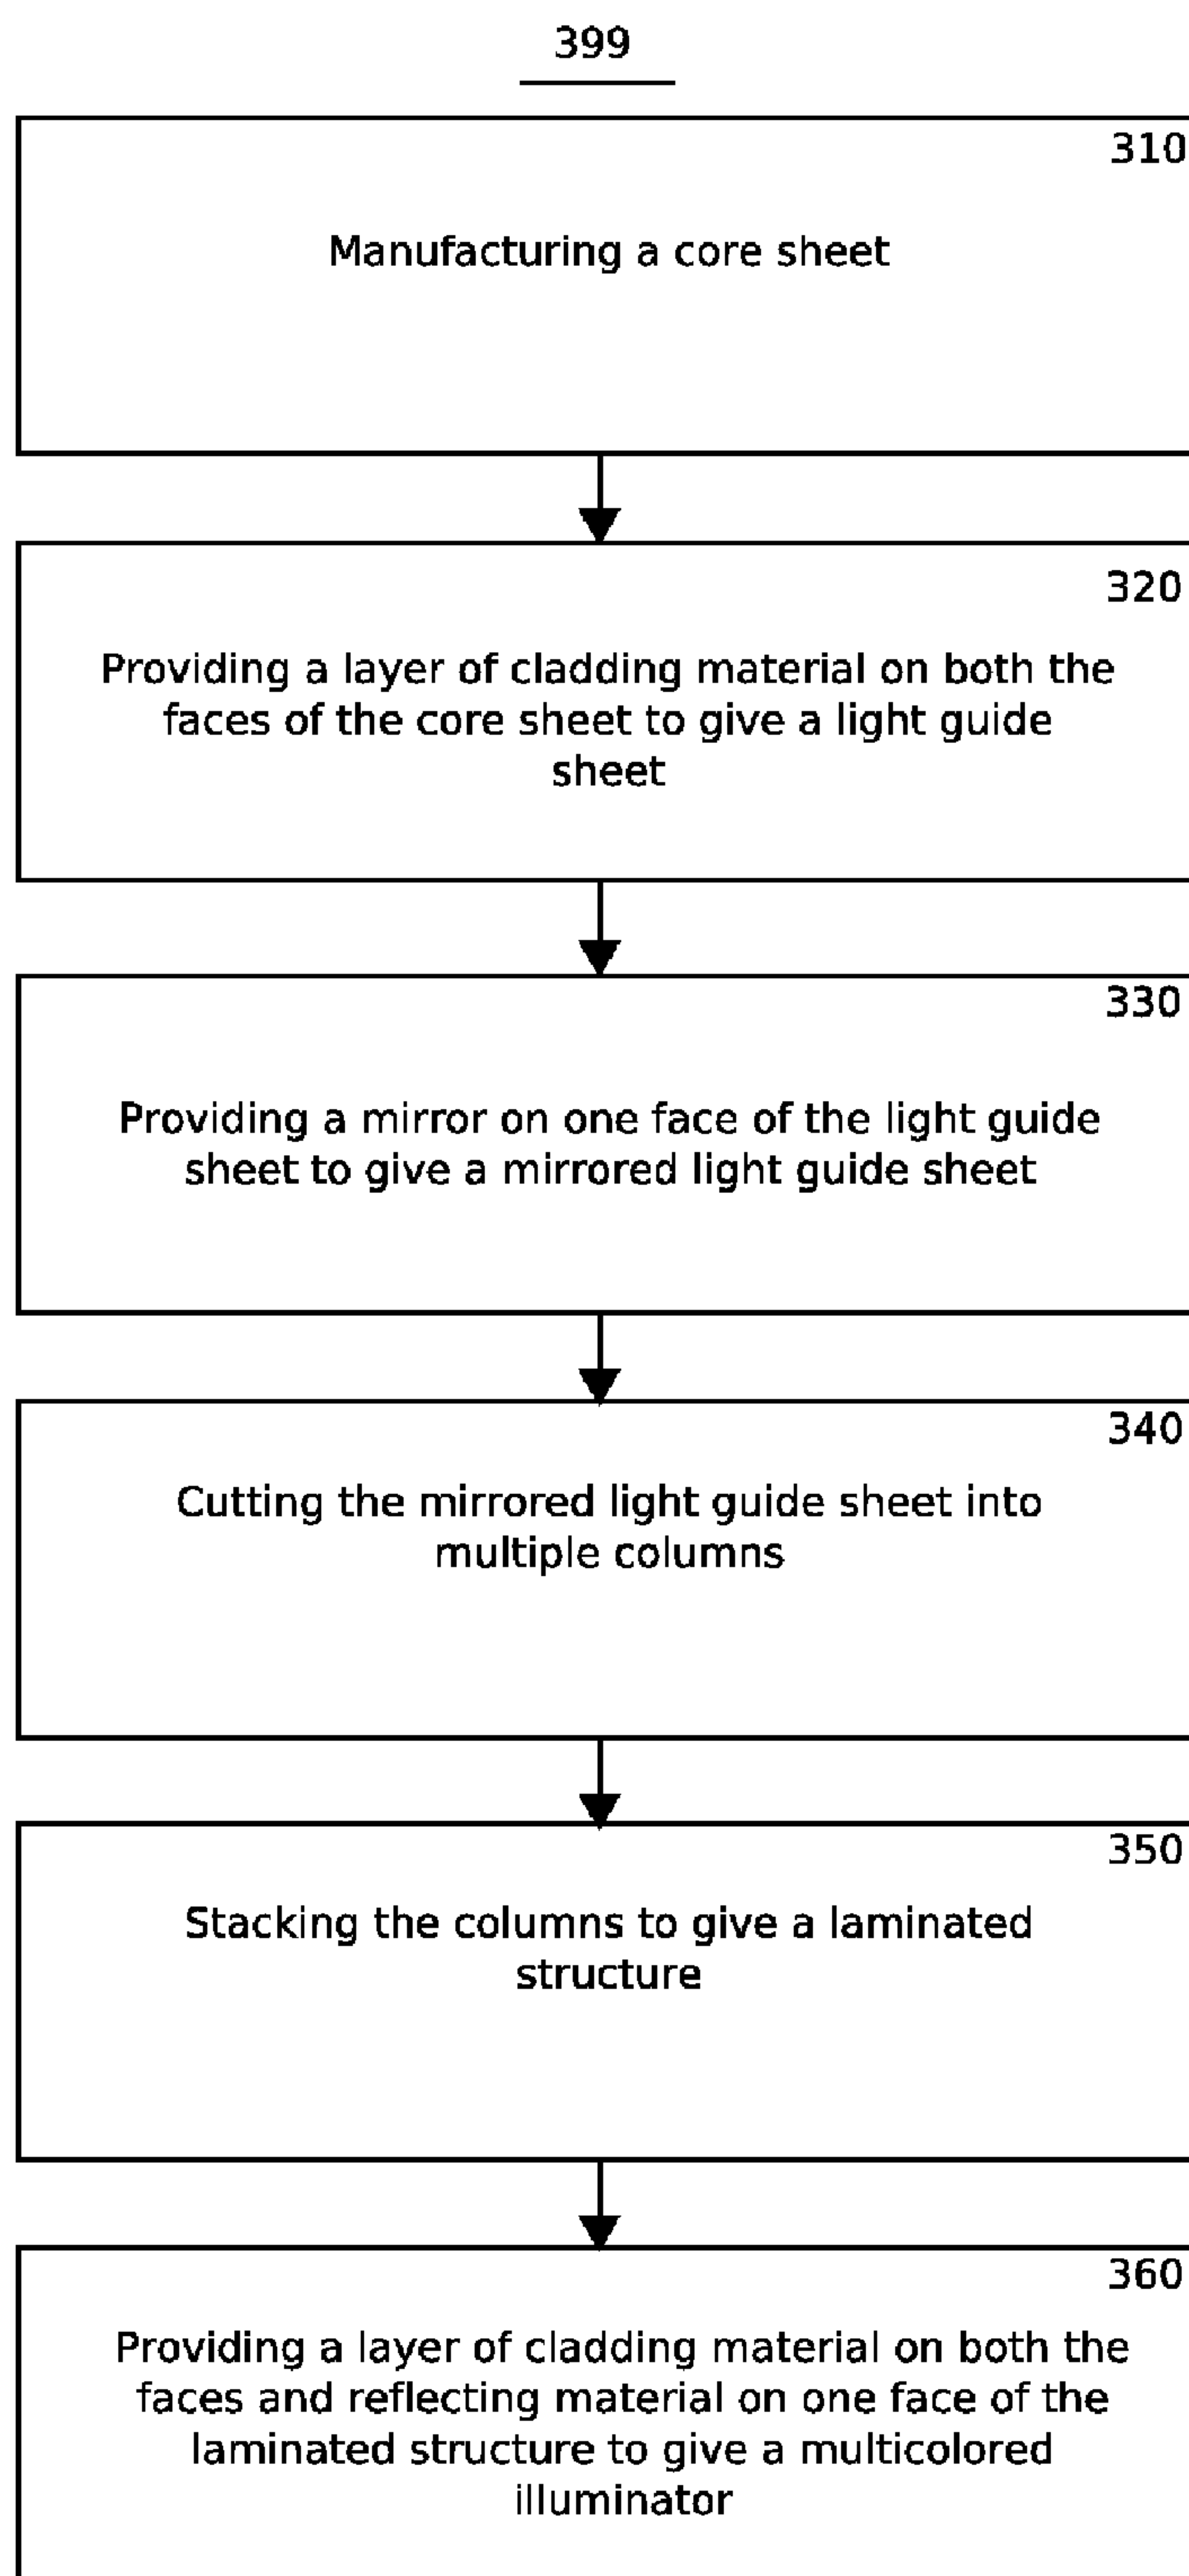 399
310
Manufacturing a core sheet
320
Providing a layer of cladding material on both the
faces of the core sheet to give a light guide
sheet
330
Providing a mirror on one face of the light guide
sheet to give a mirrored light guide sheet
340
Cutting the mirrored light guide sheet into
multiple columns
350
Stacking the columns to give a laminated
structure
360
Providing a layer of cladding material on both the
faces and reflecting material on one face of the
laminated structure to give a multicolored
illuminator